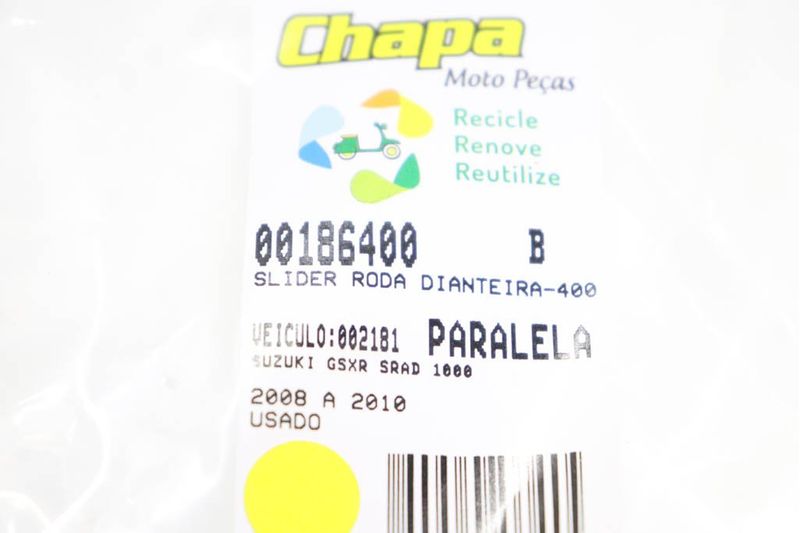 Chapa
Moto Peças
Recicle
Renove
Reutilize
00186400 B
SLIDER RODA DIANTEIRA-400
VEICULO:002181 PARALELA
SUZUKI GSXR SRAD 1000
2008 A 2010
USADO